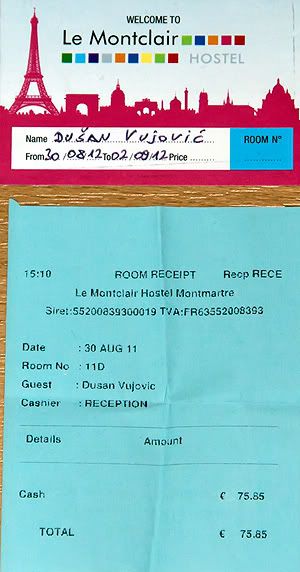 WELCOME TO
Le Montclair
HOSTEL
Name DUŠAN VUJOVIĆ
ROOM N°
From 30/08/12 To 02/09/12 Price
15:10 ROOM RECEIPT Recp RECE
Le Montclair Hostel Montmartre
Siret:55200839300019 TVA:FR63552008393
Date : 30 AUG 11
Room No : 11D
Guest : Dusan Vujovic
Cashier : RECEPTION
Details Amount
Cash € 75.85
TOTAL € 75.85